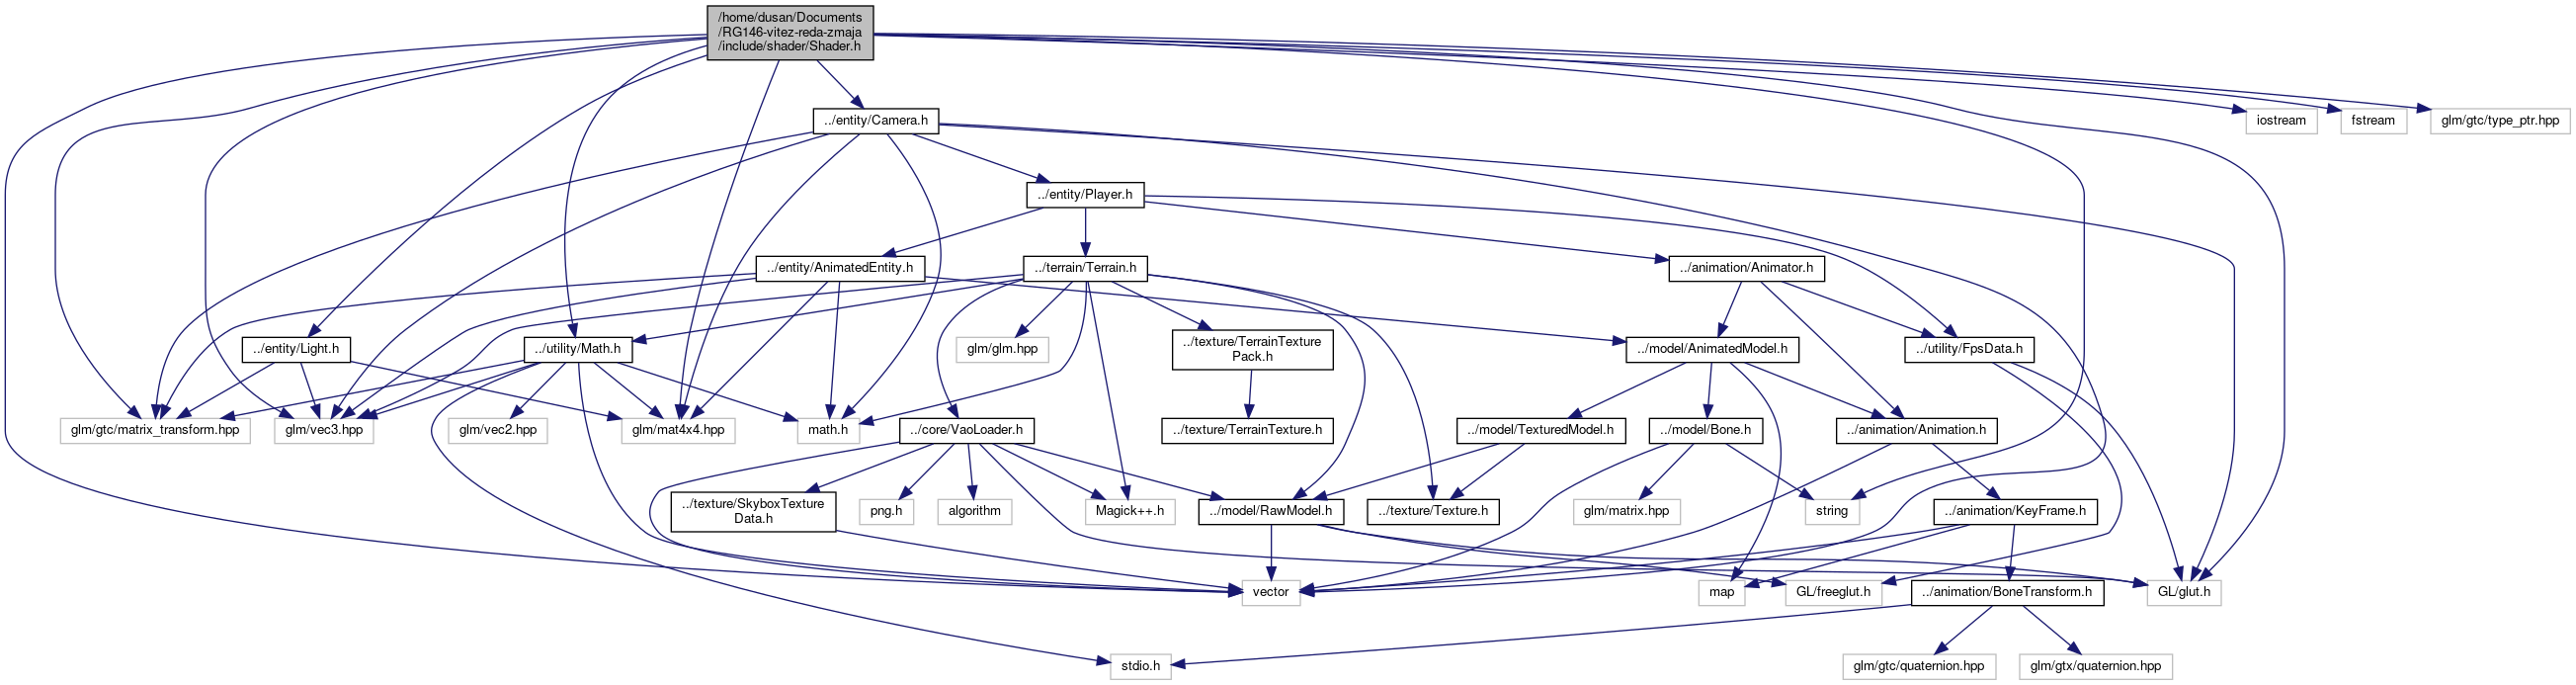 /home/dusan/Documents
/RG146-vitez-reda-zmaja
/include/shader/Shader.h
../entity/Camera.h
iostream
fstream
glm/gtc/type_ptr.hpp
../entity/Player.h
../entity/AnimatedEntity.h
../terrain/Terrain.h
../animation/Animator.h
../entity/Light.h
../utility/Math.h
glm/glm.hpp
../texture/TerrainTexture
Pack.h
../model/AnimatedModel.h
../utility/FpsData.h
glm/gtc/matrix_transform.hpp
glm/vec3.hpp
glm/vec2.hpp
glm/mat4x4.hpp
math.h
../core/VaoLoader.h
../texture/TerrainTexture.h
../model/TexturedModel.h
../model/Bone.h
../animation/Animation.h
../texture/SkyboxTexture
Data.h
png.h
algorithm
Magick++.h
../model/RawModel.h
../texture/Texture.h
glm/matrix.hpp
string
../animation/KeyFrame.h
vector
map
GL/freeglut.h
../animation/BoneTransform.h
GL/glut.h
stdio.h
glm/gtc/quaternion.hpp
glm/gtx/quaternion.hpp